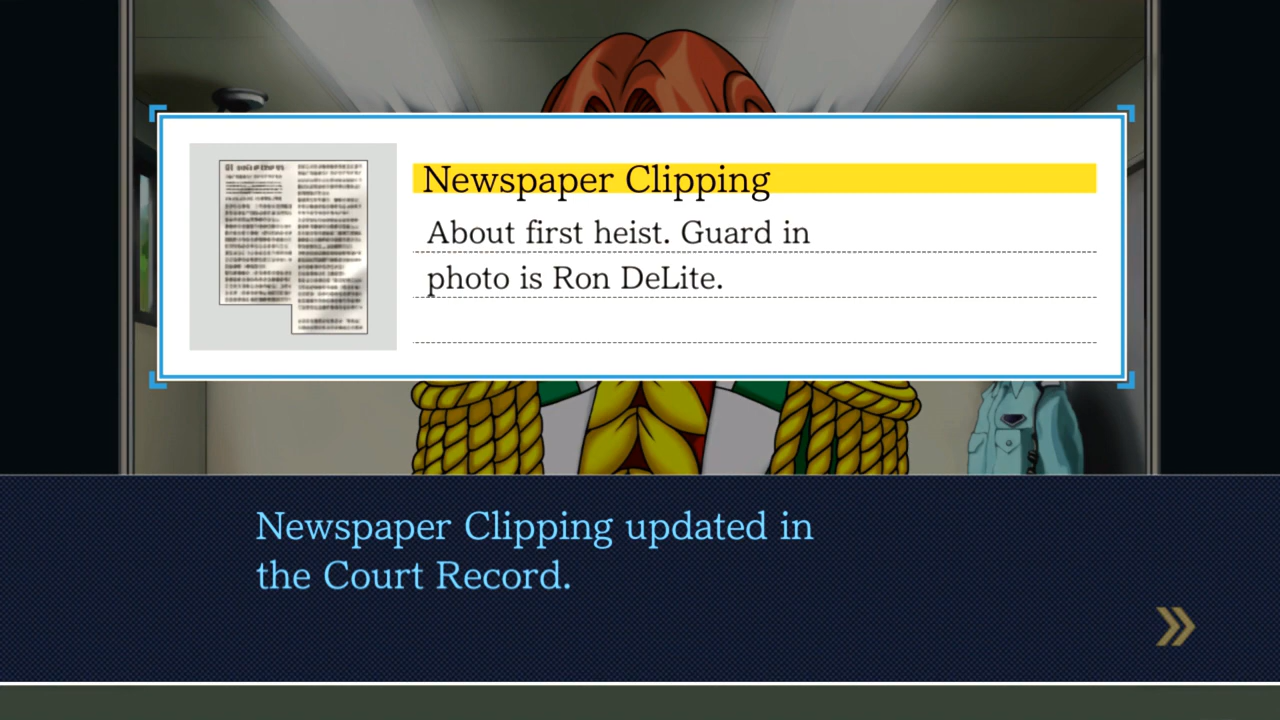 Newspaper Clipping
About first heist. Guard in
photo is Ron DeLite.
Newspaper Clipping updated in
the Court Record.